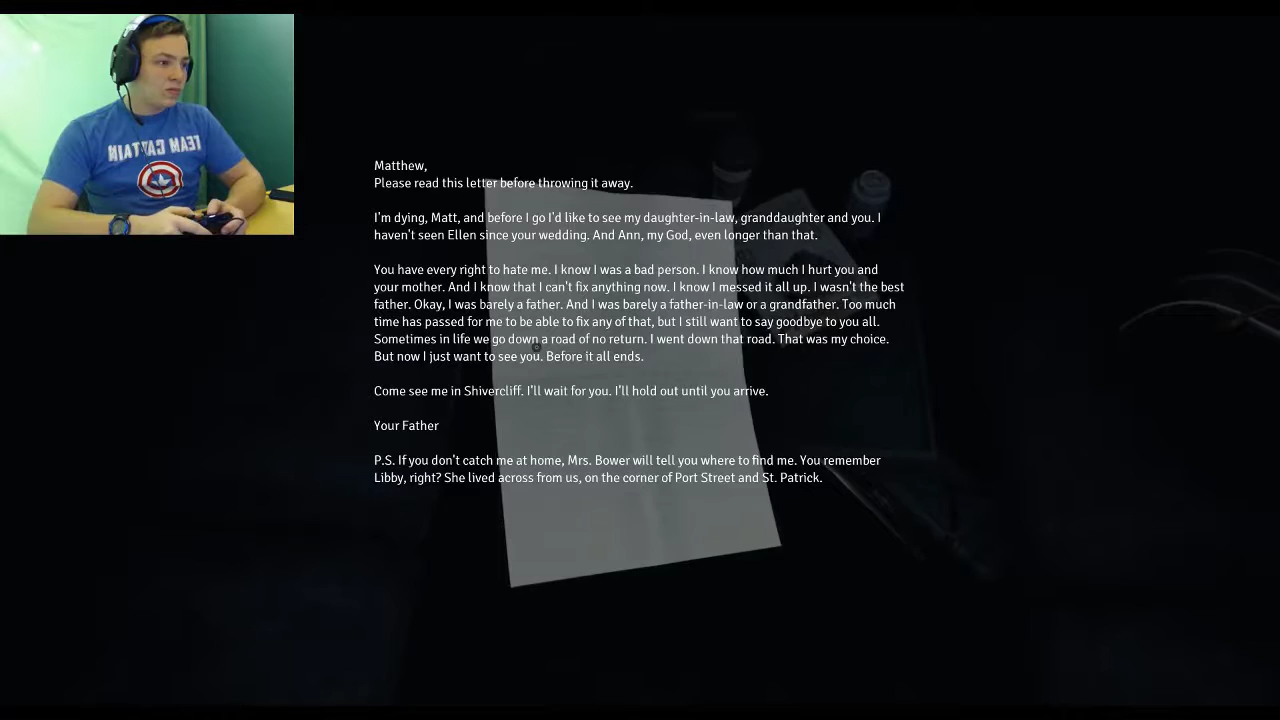 TEAM CAPTAIN
Matthew,
Please read this letter before throwing it away.
I'm dying, Matt, and before I go I'd like to see my daughter-in-law, granddaughter and you. I
haven't seen Ellen since your wedding. And Ann, my God, even longer than that.
You have every right to hate me. I know I was a bad person. I know how much I hurt you and
your mother. And I know that I can't fix anything now. I know I messed it all up. I wasn't the best
father. Okay, I was barely a father. And I was barely a father-in-law or a grandfather. Too much
time has passed for me to be able to fix any of that, but I still want to say goodbye to you all.
Sometimes in life we go down a road of no return. I went down that road. That was my choice.
But now I just want to see you. Before it all ends.
Come see me in Shivercliff. I'll wait for you. I'll hold out until you arrive.
Your Father
P.S. If you don't catch me at home, Mrs. Bower will tell you where to find me. You remember
Libby, right? She lived across from us, on the corner of Port Street and St. Patrick.